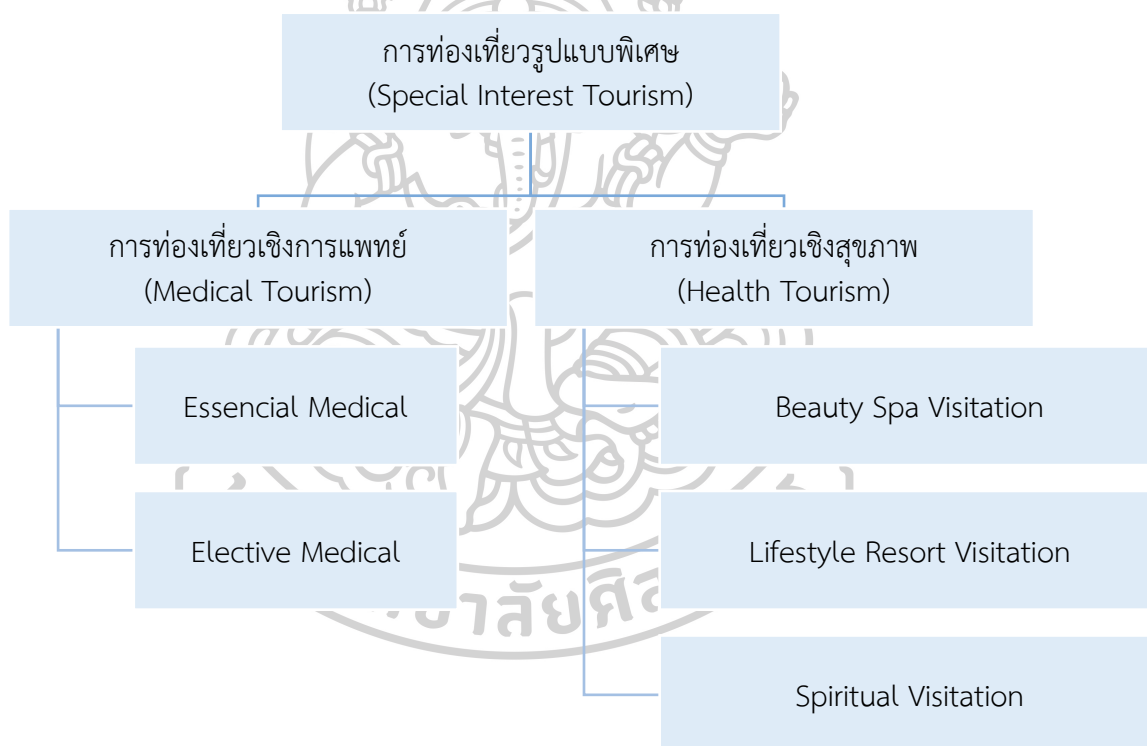 การท่องเที่ยวรูปแบบพิเศษ
(Special Interest Tourism)
การท่องเที่ยวเชิงการแพทย์
(Medical Tourism)
การท่องเที่ยวเชิงสุขภาพ
(Health Tourism)
Essencial Medical
Beauty Spa Visitation
Elective Medical
Lifestyle Resort Visitation
Spiritual Visitation